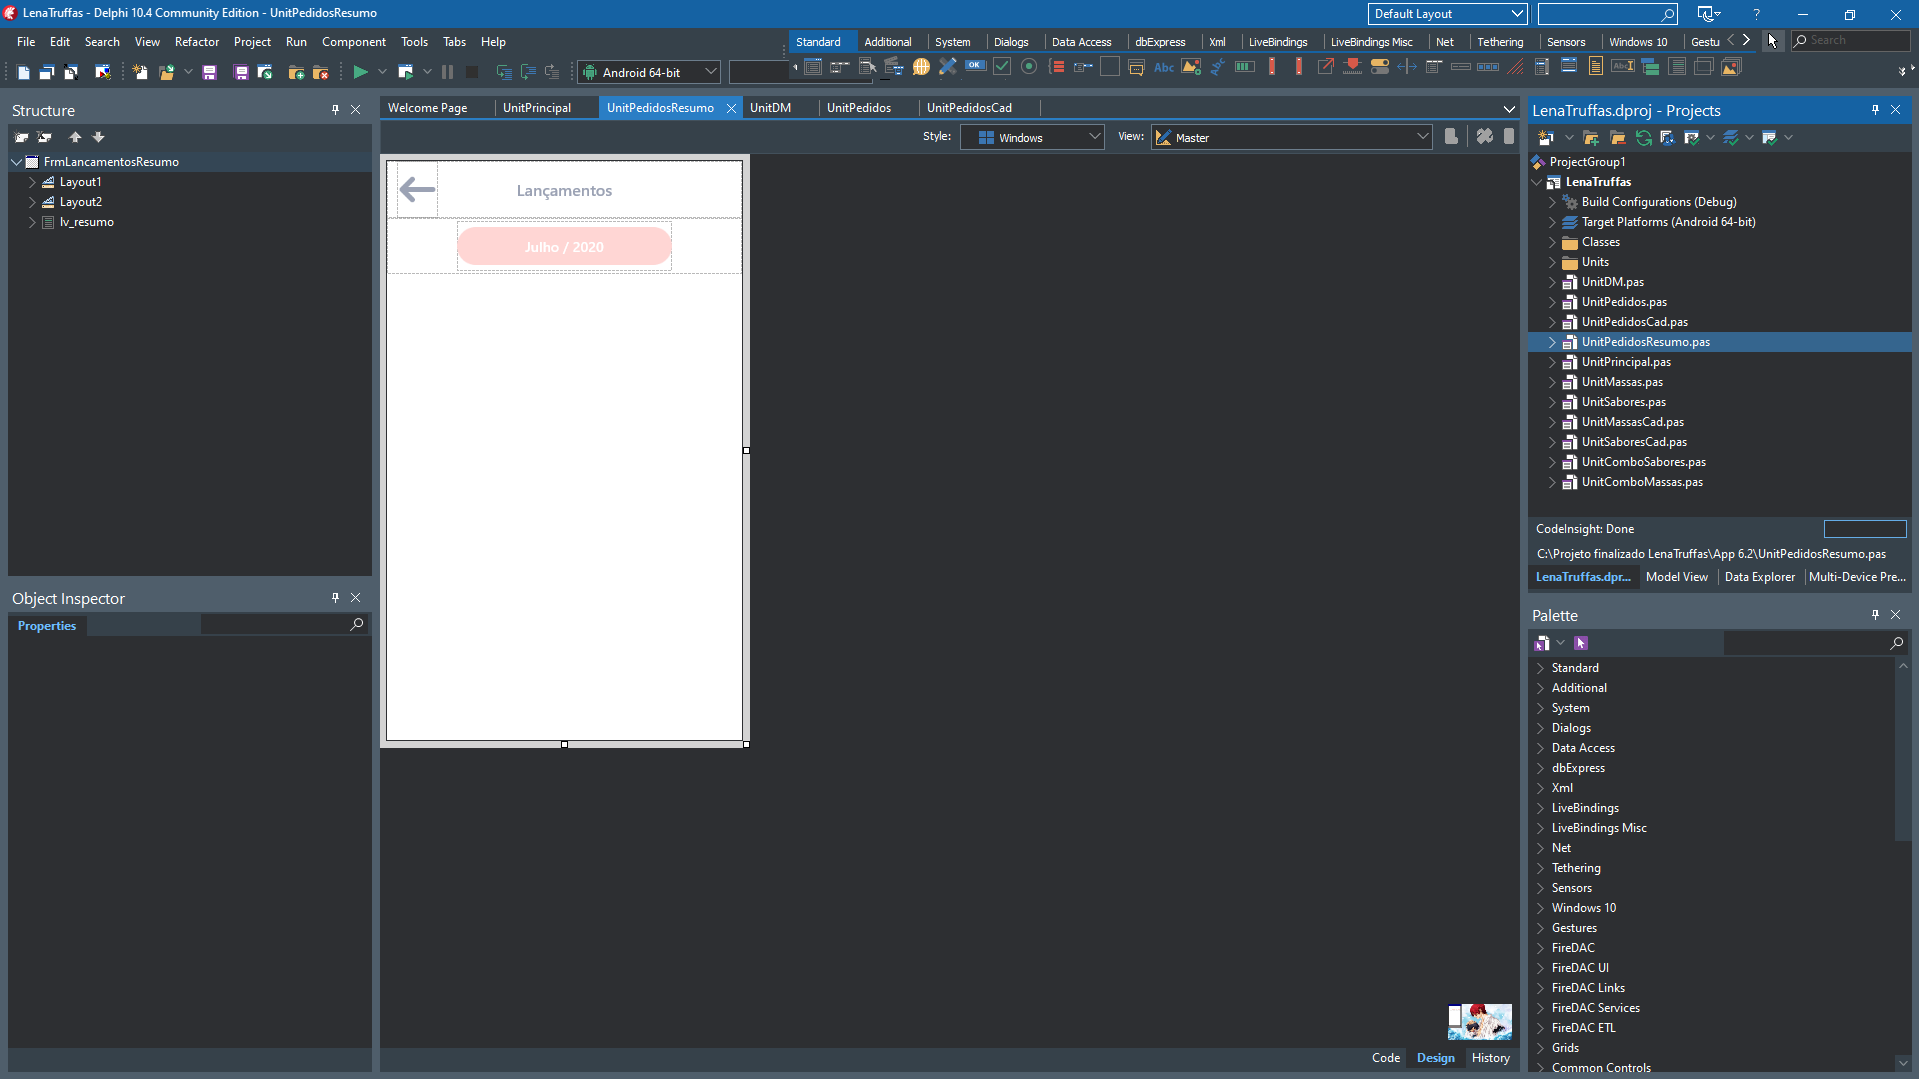 LenaTruffas - Delphi 10.4 Community Edition - UnitPedidosResumo
Default Layout
?
File Edit Search View Refactor Project Run Component Tools Tabs Help
Standard Additional System Dialogs Data Access dbExpress Xml LiveBindings LiveBindings Misc Net Tethering Sensors Windows 10 Gestu
Search
Android 64-bit
OK
Abc
Structure
FrmLancamentosResumo
Layout1
Layout2
lv_resumo
Object Inspector
Properties
Welcome Page UnitPrincipal UnitPedidosResumo UnitDM UnitPedidos UnitPedidosCad
Style: Windows View: Master
Lançamentos
Julho / 2020
Code Design History
LenaTruffas.dproj - Projects
ProjectGroup1
LenaTruffas
Build Configurations (Debug)
Target Platforms (Android 64-bit)
Classes
Units
UnitDM.pas
UnitPedidos.pas
UnitPedidosCad.pas
UnitPedidosResumo.pas
UnitPrincipal.pas
UnitMassas.pas
UnitSabores.pas
UnitMassasCad.pas
UnitSaboresCad.pas
UnitComboSabores.pas
UnitComboMassas.pas
CodeInsight: Done
C:\Projeto finalizado LenaTruffas\App 6.2\UnitPedidosResumo.pas
LenaTruffas.dpr... Model View Data Explorer Multi-Device Pre...
Palette
Standard
Additional
System
Dialogs
Data Access
dbExpress
Xml
LiveBindings
LiveBindings Misc
Net
Tethering
Sensors
Windows 10
Gestures
FireDAC
FireDAC UI
FireDAC Links
FireDAC Services
FireDAC ETL
Grids
Common Controls